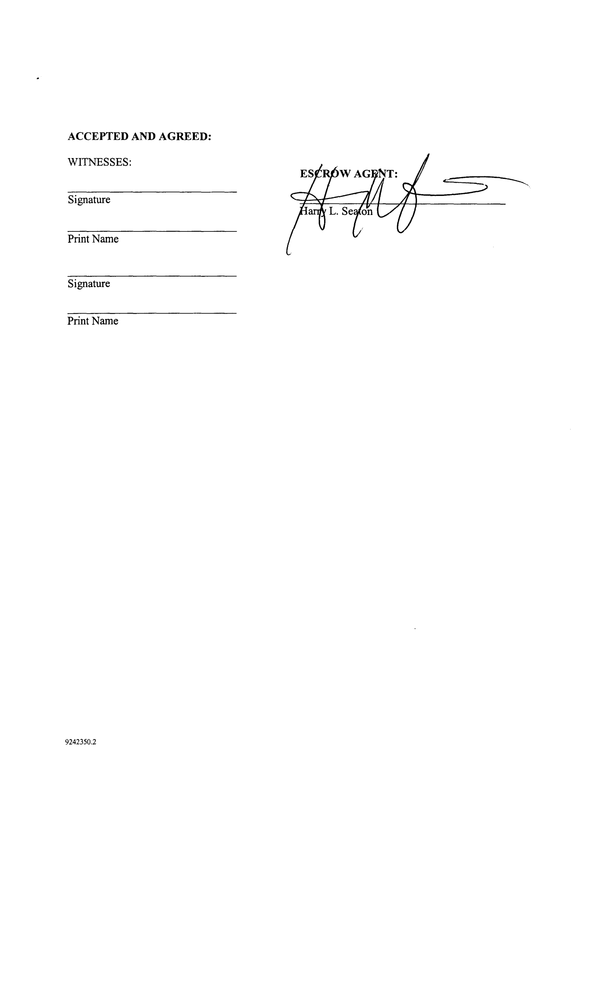 ACCEPTED AND AGREED:
WITNESSES:
ESCROW AGENT:
Signature
Harry L. Seaton
Print Name
Signature
Print Name
9242350.2